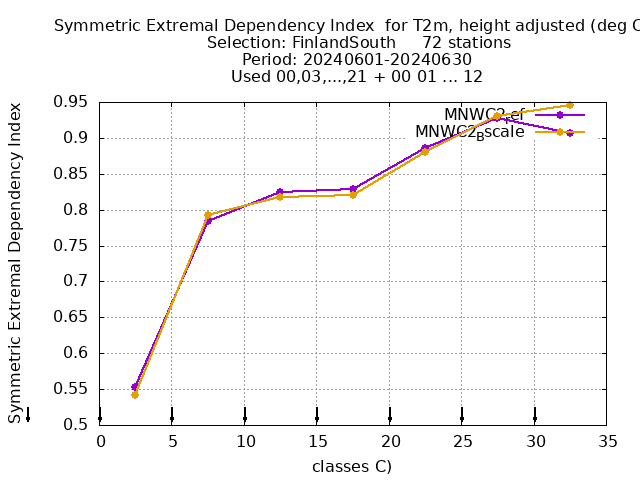 Symmetric Extremal Dependency Index for T2m, height adjusted (deg C
Selection: FinlandSouth 72 stations
Period: 20240601-20240630
Used 00,03,...,21 + 00 01 ... 12
Symmetric Extremal Dependency Index
0.95
0.9
0.85
0.8
0.75
0.7
0.65
0.6
0.55
0.5
MNWC2
MNWC2Bscale
0 5 10 15 20 25 30 35
classes C)